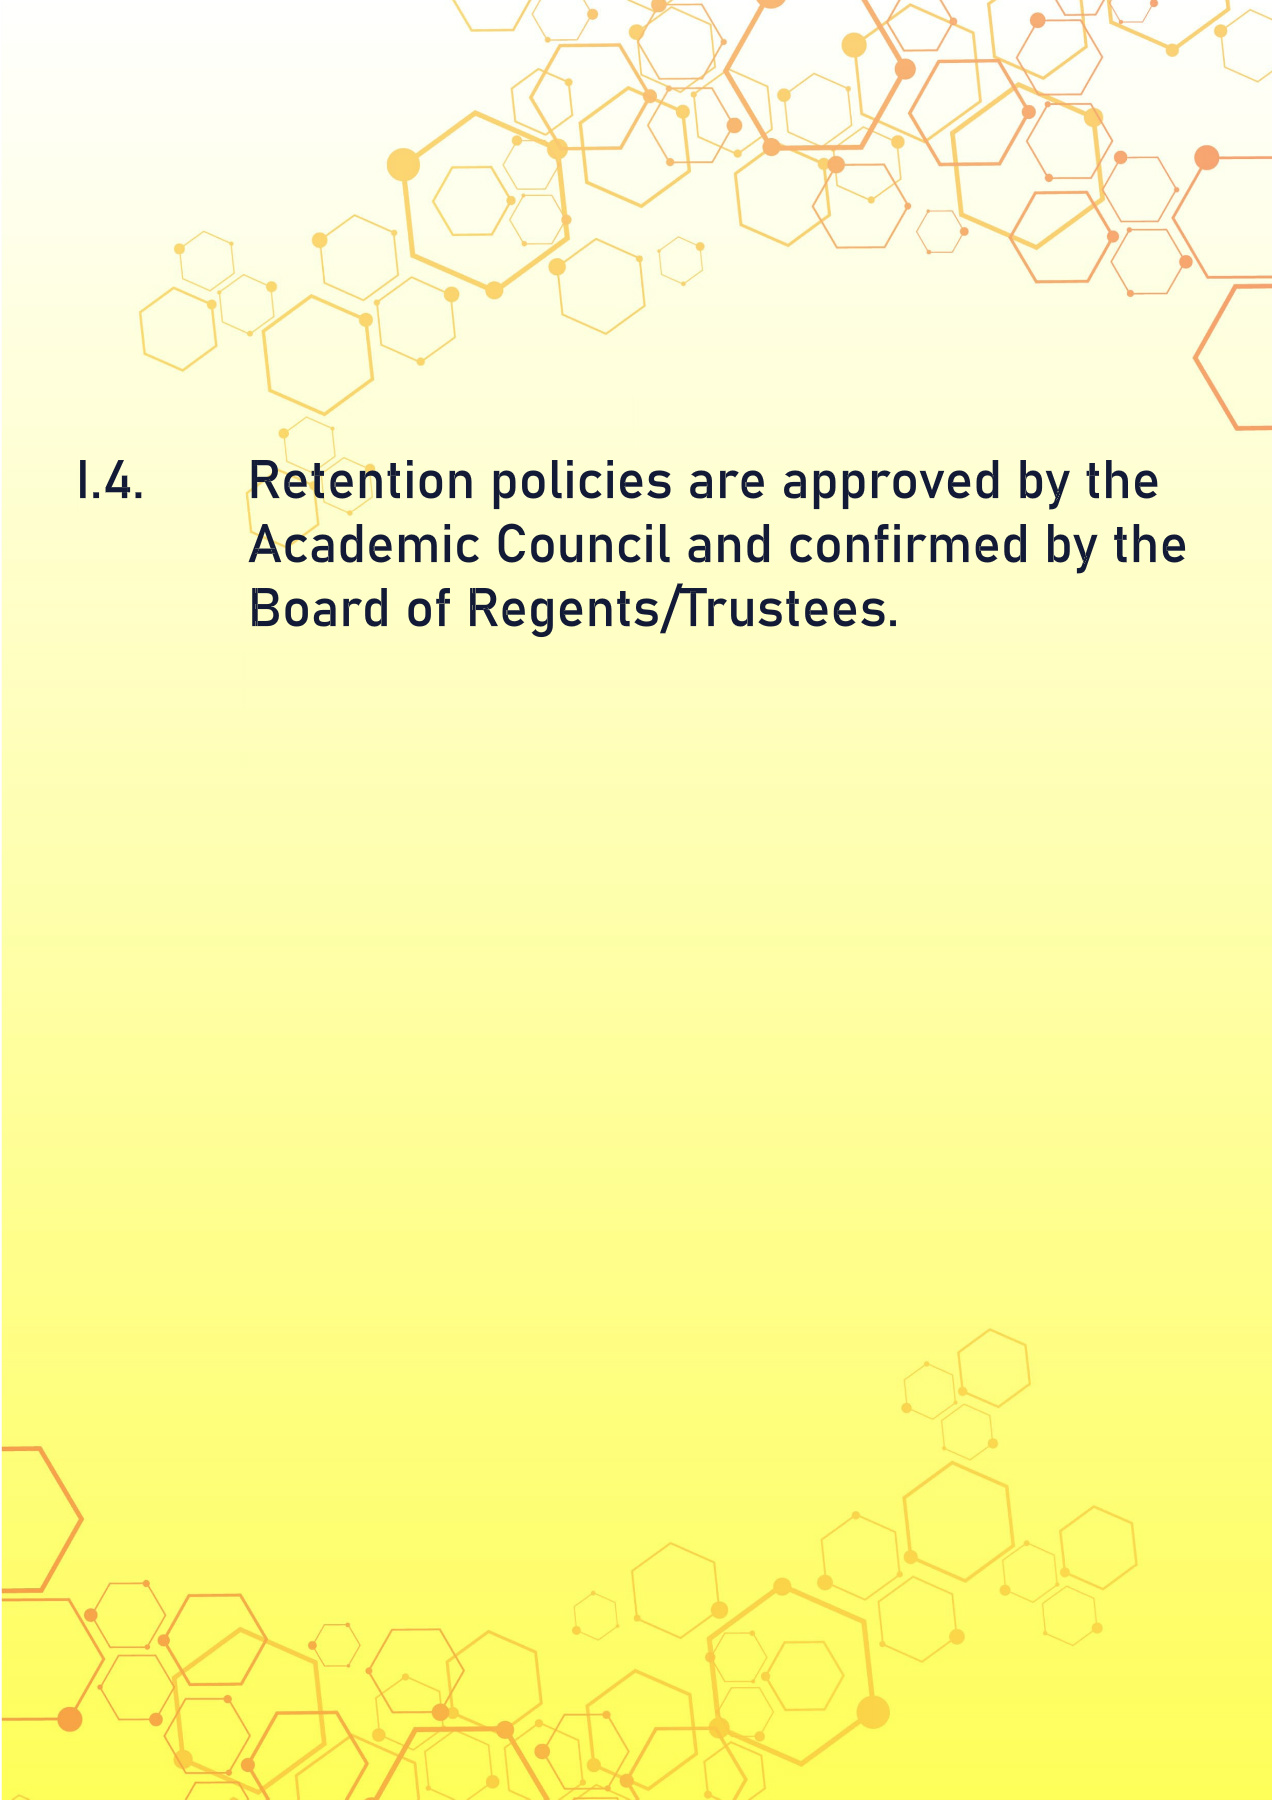 I.4. Retention policies are approved by the
Academic Council and confirmed by the
Board of Regents/Trustees.